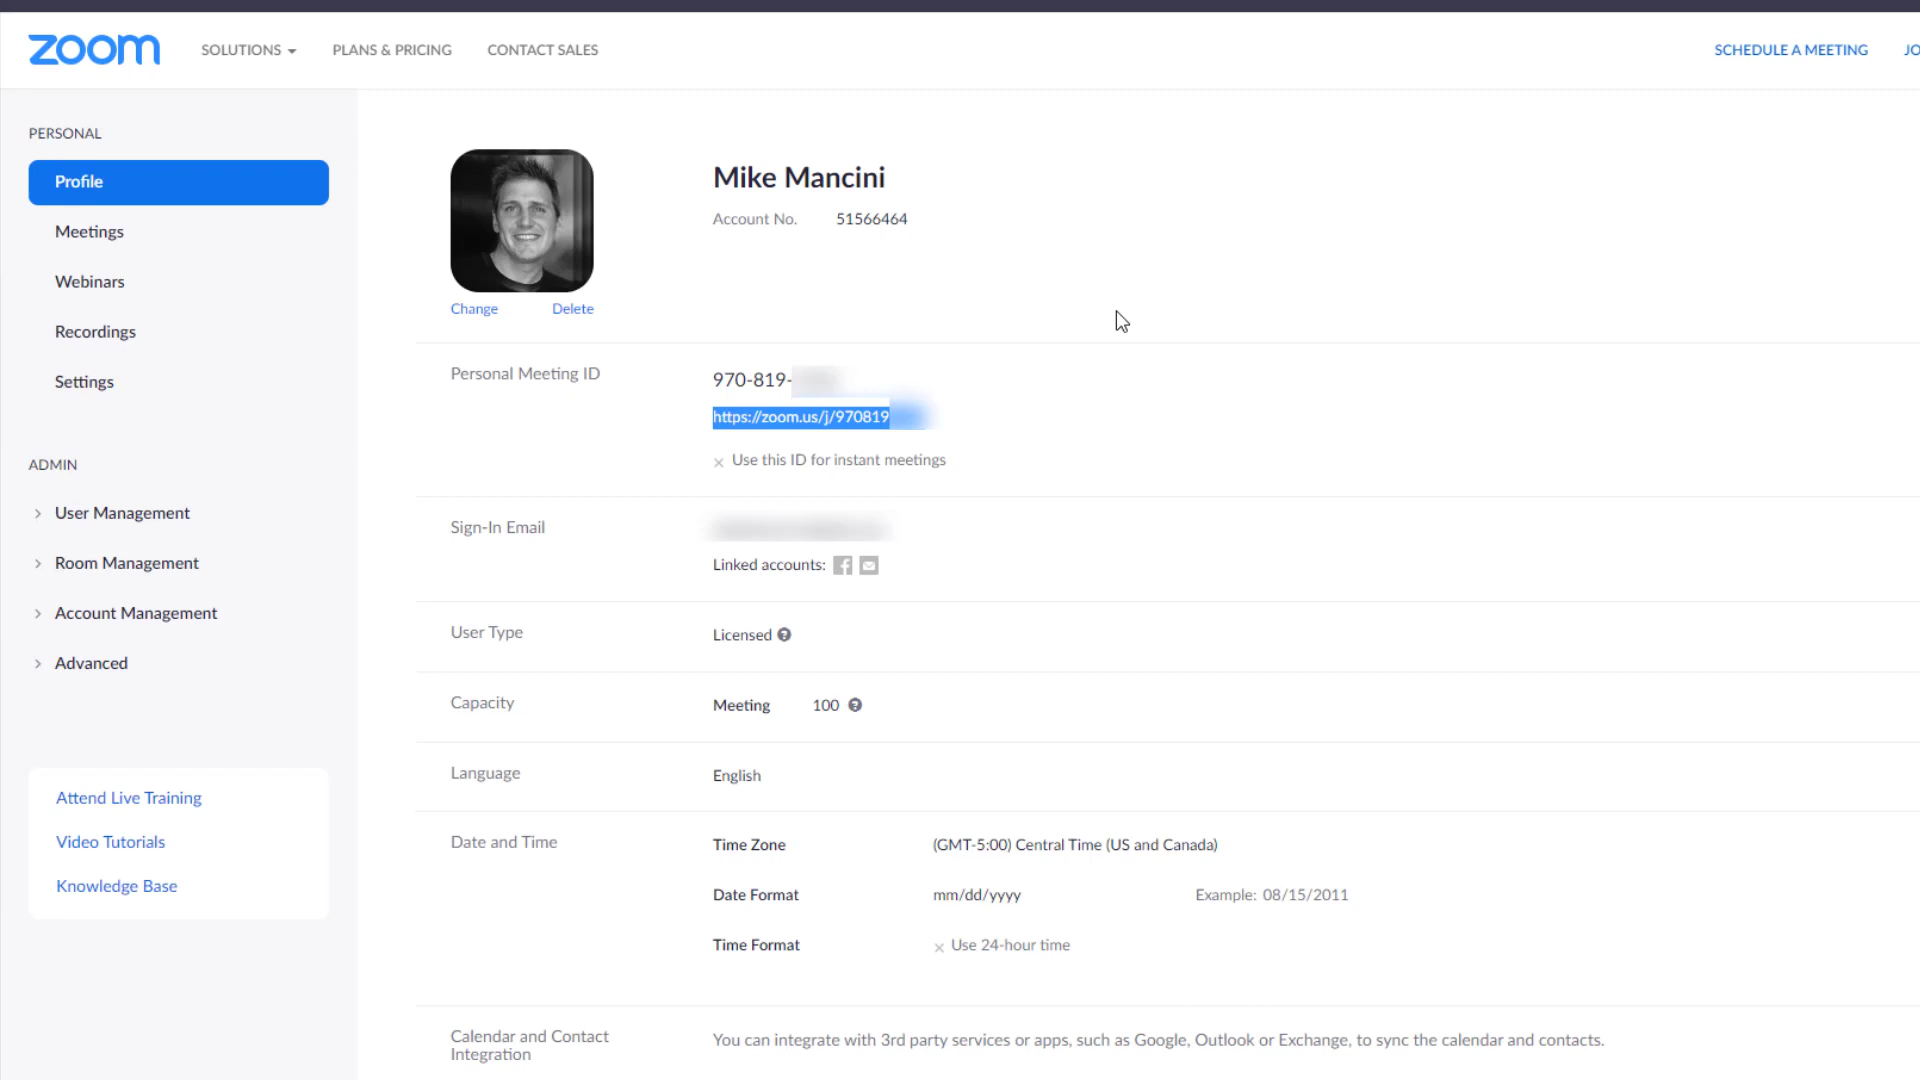 zoom
SOLUTIONS
PLANS & PRICING
CONTACT SALES
SCHEDULE A MEETING
PERSONAL
Profile
Meetings
Webinars
Recordings
Settings
ADMIN
User Management
Room Management
Account Management
Advanced
Attend Live Training
Video Tutorials
Knowledge Base
Mike Mancini
Account No. 51566464
Change Delete
Personal Meeting ID
970-819-
https://zoom.us/j/970819
Use this ID for instant meetings
Sign-In Email
Linked accounts:
User Type
Licensed
Capacity
Meeting 100
Language
English
Date and Time
Time Zone (GMT-5:00) Central Time (US and Canada)
Date Format mm/dd/yyyy Example: 08/15/2011
Time Format Use 24-hour time
Calendar and Contact
Integration
You can integrate with 3rd party services or apps, such as Google, Outlook or Exchange, to sync the calendar and contacts.